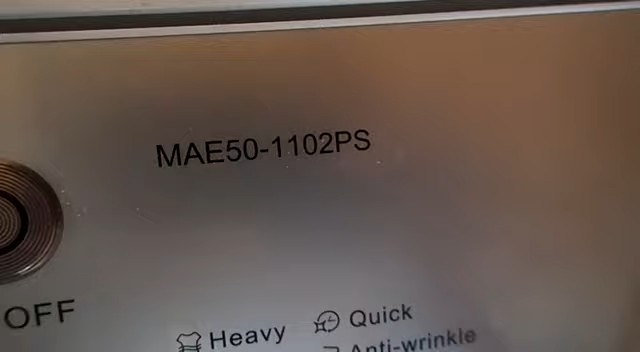 MAE50-1102PS
OFF
Heavy
Quick
Anti-wrinkle